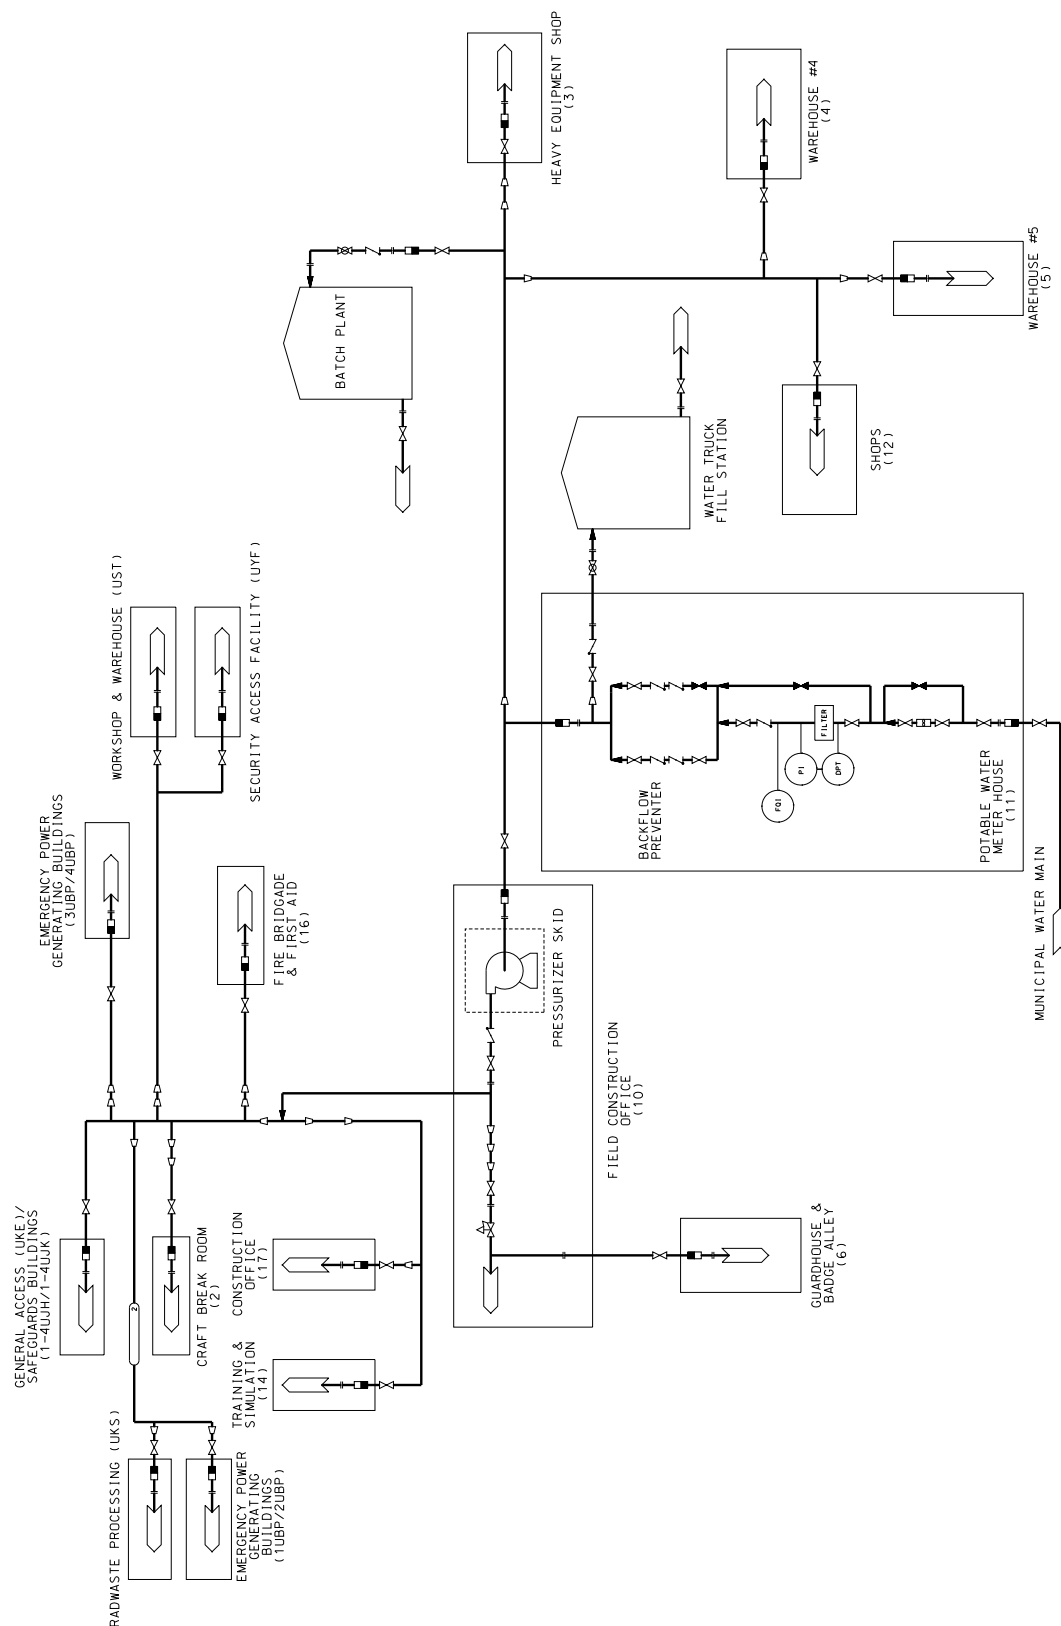 HEAVY EQUIPMENT SHOP
(3)
WAREHOUSE #4
(4)
WAREHOUSE #5
(5)
BATCH PLANT
SHOPS
(12)
WATER TRUCK
FILL STATION
WORKSHOP & WAREHOUSE (UST)
SECURITY ACCESS FACILITY (UYF)
EMERGENCY POWER
GENERATING BUILDINGS
(3UBP/4UBP)
FIRE BRIDGADE
& FIRST AID
(16)
BACKFLOW
PREVENTER
FILTER
PI
DPT
FQI
POTABLE WATER
METER HOUSE
(11)
MUNICIPAL WATER MAIN
PRESSURIZER SKID
FIELD CONSTRUCTION
OFFICE
(10)
GUARDHOUSE &
BADGE ALLEY
(6)
GENERAL ACCESS (UKE)/
SAFEGUARDS BUILDINGS
(1-4UJH/1-4UJK)
2
CRAFT BREAK ROOM
(2)
CONSTRUCTION
OFFICE
(17)
TRAINING &
SIMULATION
(14)
RADWASTE PROCESSING (UKS)
EMERGENCY POWER
GENERATING
BUILDINGS
(1UBP/2UBP)